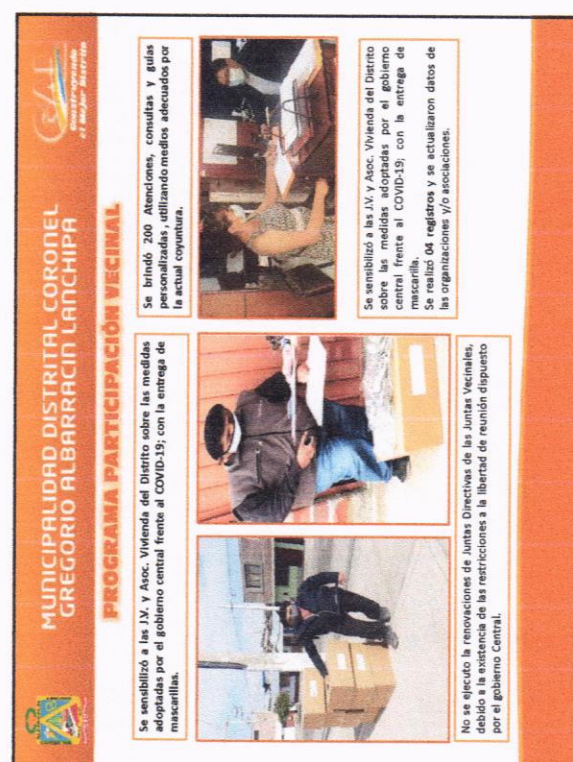 MUNICIPALIDAD DISTRITAL CORONEL
GREGORIO ALBARRACIN LANCHIPA
Construyendo
el Mejor Distrito
PROGRAMA PARTICIPACIÓN VECINAL
Se sensibilizó a las J.V. y Asoc. Vivienda del Distrito sobre las medidas
adoptadas por el gobierno central frente al COVID-19; con la entrega de
mascarillas.
Se brindó 200 Atenciones, consultas y guías
personalizadas, utilizando medios adecuados por
la actual coyuntura.
No se ejecuto la renovaciones de Juntas Directivas de las Juntas Vecinales,
debido a la existencia de las restricciones a la libertad de reunión dispuesto
por el gobierno Central.
Se sensibilizó a las J.V. y Asoc. Vivienda del Distrito
sobre las medidas adoptadas por el gobierno
central frente al COVID-19; con la entrega de
mascarilla.
Se realizó 04 registros y se actualizaron datos de
las organizaciones y/o asociaciones.